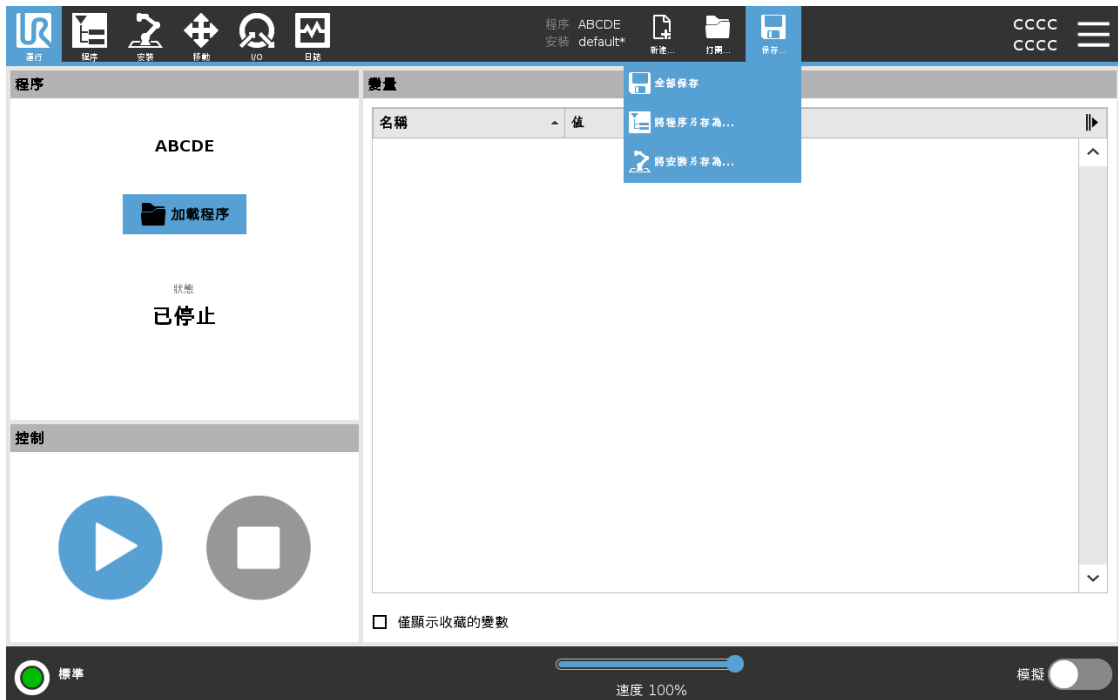 UR
運行
程序
安裝
移動
I/O
日誌
程序 ABCDE
安裝 default*
新建...
打開...
保存...
CCCC
CCCC
全部保存
將程序另存為...
將安裝另存為...
程序
ABCDE
加載程序
狀態
已停止
控制
變量
名稱
值
僅顯示收藏的變數
標準
速度 100%
模擬